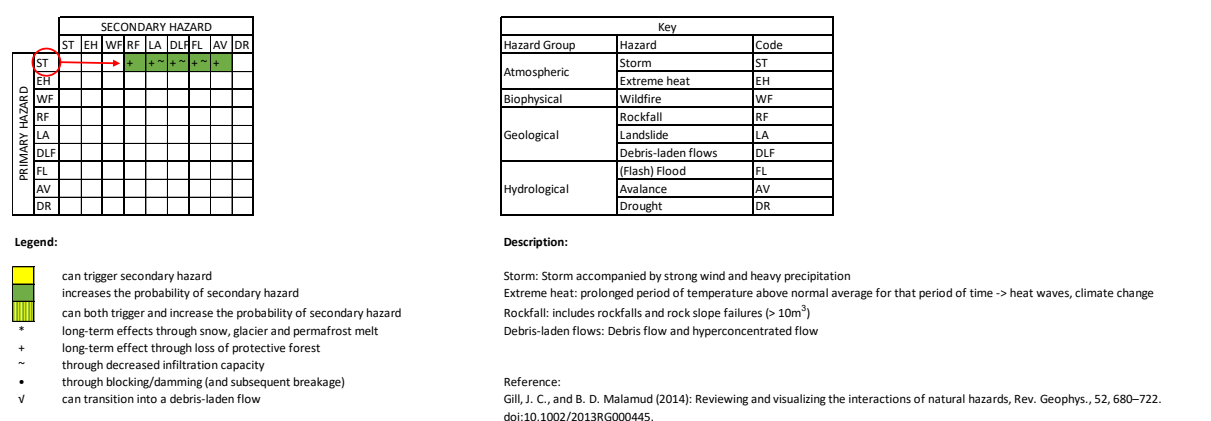 SECONDARY HAZARD
ST EH WF RF LA DLF FL AV DR
PRIMARY HAZARD
ST + + ~ + ~ + ~ +
EH
WF
RF
LA
DLF
FL
AV
DR
Key
Hazard Group Hazard Code
Atmospheric Storm ST
Extreme heat EH
Biophysical Wildfire WF
Geological Rockfall RF
Landslide LA
Debris-laden flows DLF
Hydrological (Flash) Flood FL
Avalance AV
Drought DR
Legend:
can trigger secondary hazard
increases the probability of secondary hazard
can both trigger and increase the probability of secondary hazard
* long-term effects through snow, glacier and permafrost melt
+ long-term effect through loss of protective forest
~ through decreased infiltration capacity
• through blocking/damming (and subsequent breakage)
√ can transition into a debris-laden flow
Description:
Storm: Storm accompanied by strong wind and heavy precipitation
Extreme heat: prolonged period of temperature above normal average for that period of time -> heat waves, climate change
Rockfall: includes rockfalls and rock slope failures (> 10m³)
Debris-laden flows: Debris flow and hyperconcentrated flow
Reference:
Gill, J. C., and B. D. Malamud (2014): Reviewing and visualizing the interactions of natural hazards, Rev. Geophys., 52, 680–722.
doi:10.1002/2013RG000445.